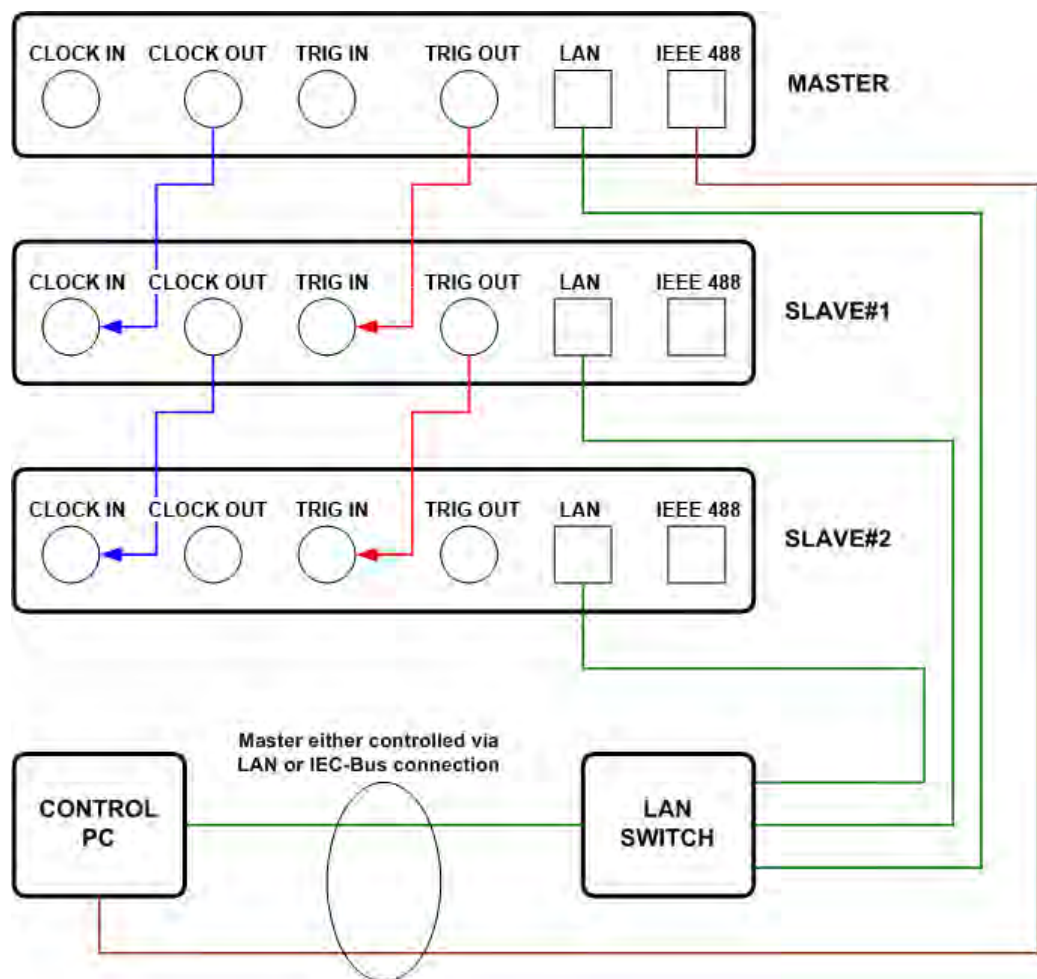 CLOCK IN CLOCK OUT TRIG IN TRIG OUT LAN IEEE 488
MASTER
CLOCK IN CLOCK OUT TRIG IN TRIG OUT LAN IEEE 488
SLAVE#1
CLOCK IN CLOCK OUT TRIG IN TRIG OUT LAN IEEE 488
SLAVE#2
Master either controlled via
LAN or IEC-Bus connection
CONTROL
PC
LAN
SWITCH